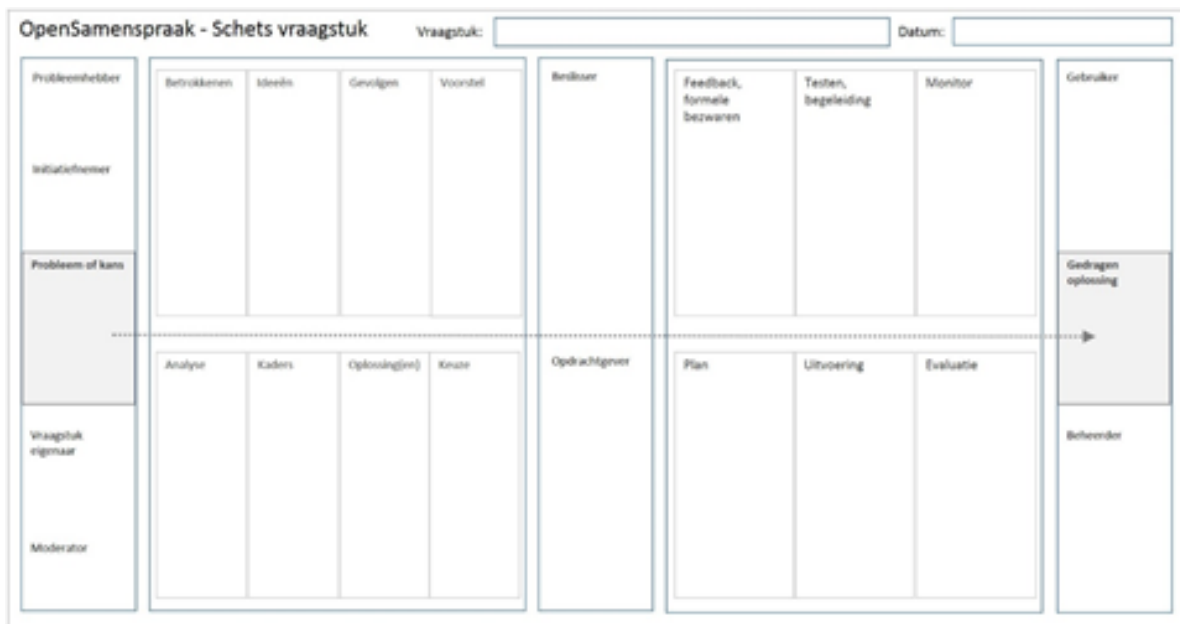 OpenSamenspraak - Schets vraagstuk
Vraagstuk:
Datum:
Probleemhebber
Initiatiefnemer
Probleem of kans
Vraagstuk
eigenaar
Moderator
Betrokkenen
Ideeën
Gevolgen
Voorstel
Analyse
Kaders
Oplossing(en)
Keuze
Beslisser
Opdrachtgever
Feedback,
formele
bezwaren
Testen,
begeleiding
Monitor
Plan
Uitvoering
Evaluatie
Gebruiker
Gedragen
oplossing
Beheerder